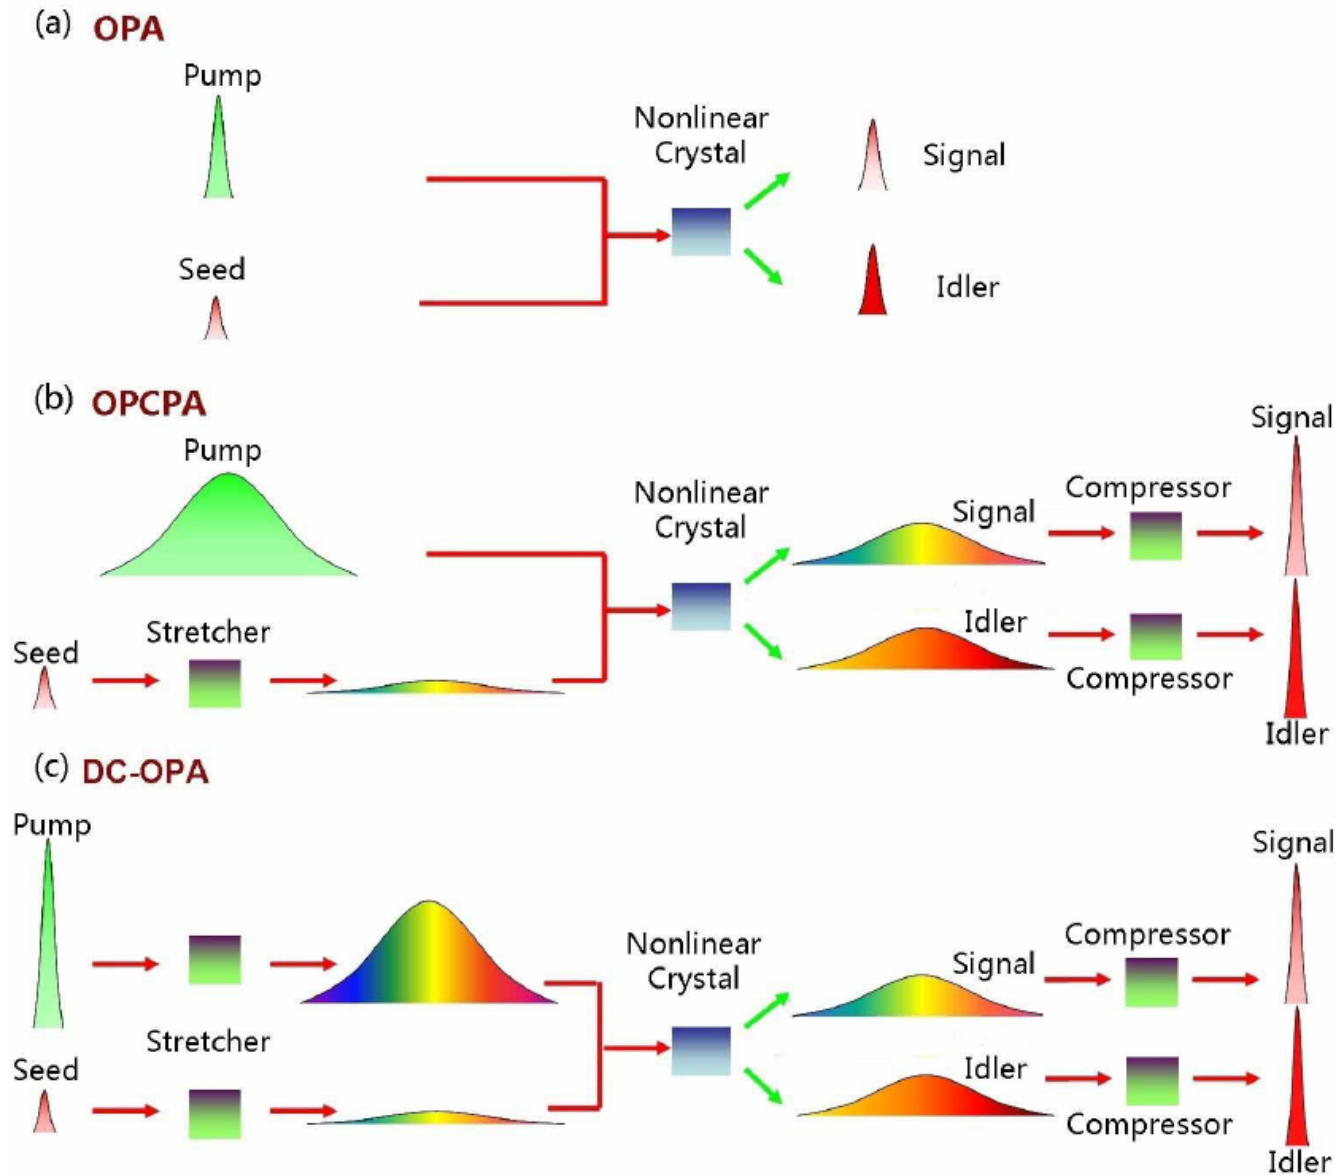 (a) OPA
Pump
Nonlinear
Crystal
Signal
Seed
Idler
(b) OPCPA
Pump
Signal
Nonlinear
Crystal
Signal
Compressor
Seed
Stretcher
Idler
Compressor
Idler
(c) DC-OPA
Pump
Signal
Nonlinear
Crystal
Signal
Compressor
Stretcher
Seed
Idler
Compressor
Idler